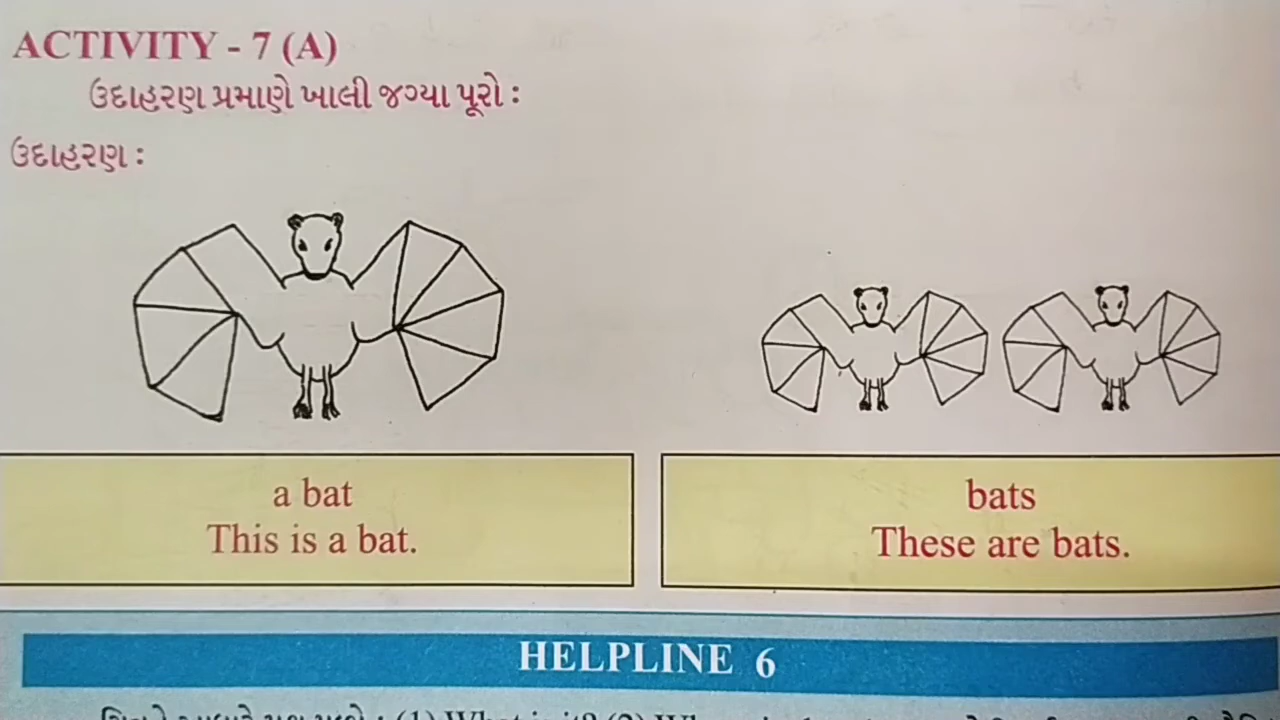 ACTIVITY - 7 (A)
ઉદાહરણ પ્રમાણે ખાલી જગ્યા પૂરો :
ઉદાહરણ :
a bat
This is a bat.
bats
These are bats.
HELPLINE 6